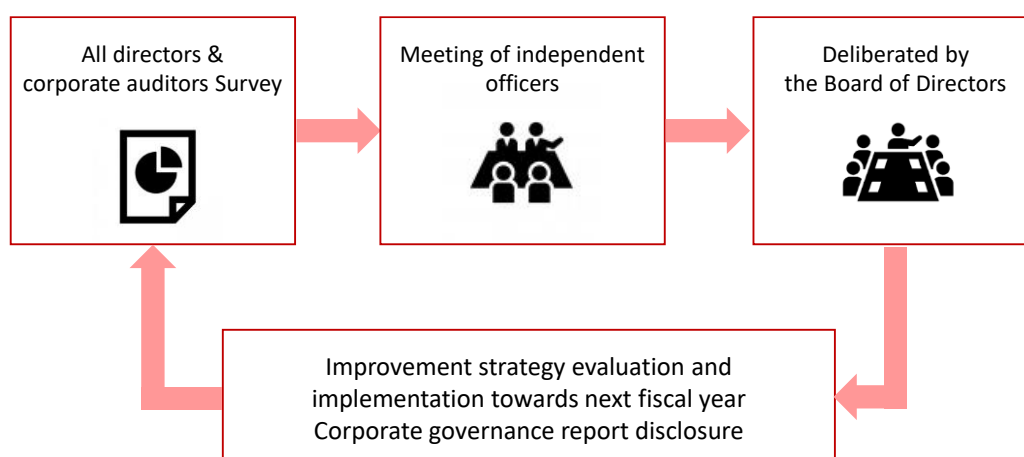 All directors &
corporate auditors Survey
Meeting of independent
officers
Deliberated by
the Board of Directors
Improvement strategy evaluation and
implementation towards next fiscal year
Corporate governance report disclosure